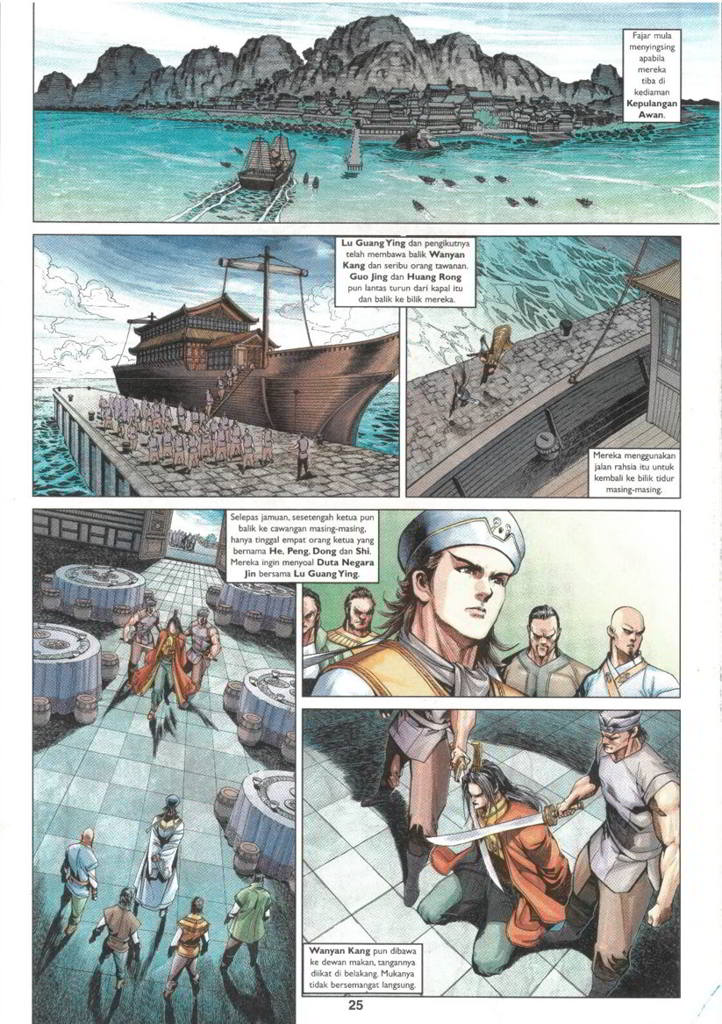 Fajar mula
menyingsing
apabila
mereka
tiba di
kediaman
Kepulangan
Awan.
Lu Guang Ying dan pengikutnya
telah membawa balik Wanyan
Kang dan seribu orang tawanan.
Guo Jing dan Huang Rong
pun lantas turun dari kapal itu
dan balik ke bilik mereka.
Mereka menggunakan
jalan rahsia itu untuk
kembali ke bilik tidur
masing-masing.
Selepas jamuan, sesetengah ketua pun
balik ke cawangan masing-masing,
hanya tinggal empat orang ketua yang
bernama He, Peng, Dong dan Shi.
Mereka ingin menyoal Duta Negara
Jin bersama Lu Guang Ying.
Wanyan Kang pun dibawa
ke dewan makan, tangannya
diikat di belakang. Mukanya
tidak bersemangat langsung.
25